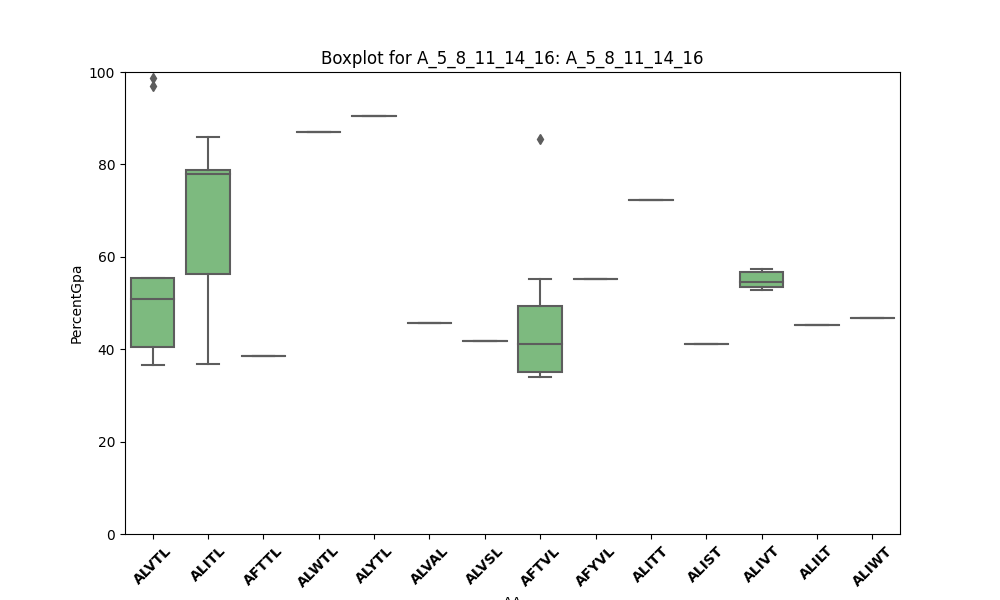 Boxplot for A_5_8_11_14_16: A_5_8_11_14_16
100
80
60
40
20
0
PercentGpa
ALVTL ALITL AFTTL ALWTL ALYTL ALVAL ALVSL AFTVL AFYVL ALITT ALIST ALIVT ALILT ALIWT